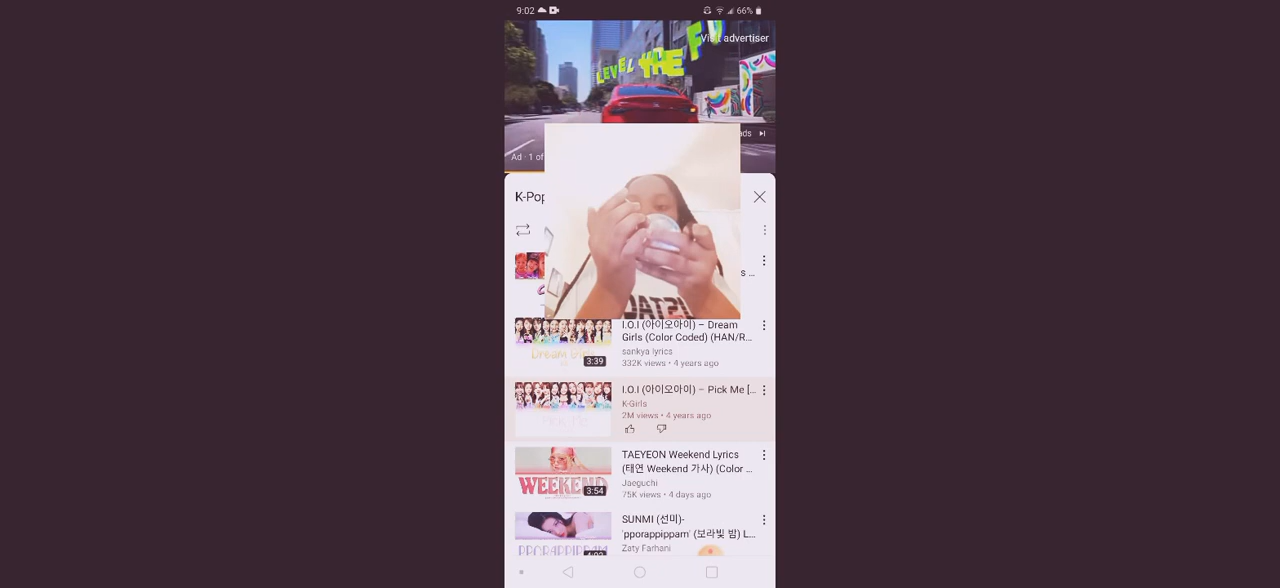 9:02
66%
Visit advertiser
LEVEL
THE
Ad · 1 of
ads
K-Pop
s ...
I.O.I (아이오아이) – Dream
Girls (Color Coded) (HAN/R...
Dream Girls
3:39
sankya lyrics
332K views • 4 years ago
I.O.I (아이오아이) – Pick Me [...
K-Girls
2M views • 4 years ago
TAEYEON Weekend Lyrics
(태연 Weekend 가사) (Color ...
WEEKEND
3:54
Jaeguchi
75K views • 4 days ago
SUNMI (선미)-
'pporappippam' (보라빛 밤) L...
PPORAPPIPPAM
Zaty Farhani